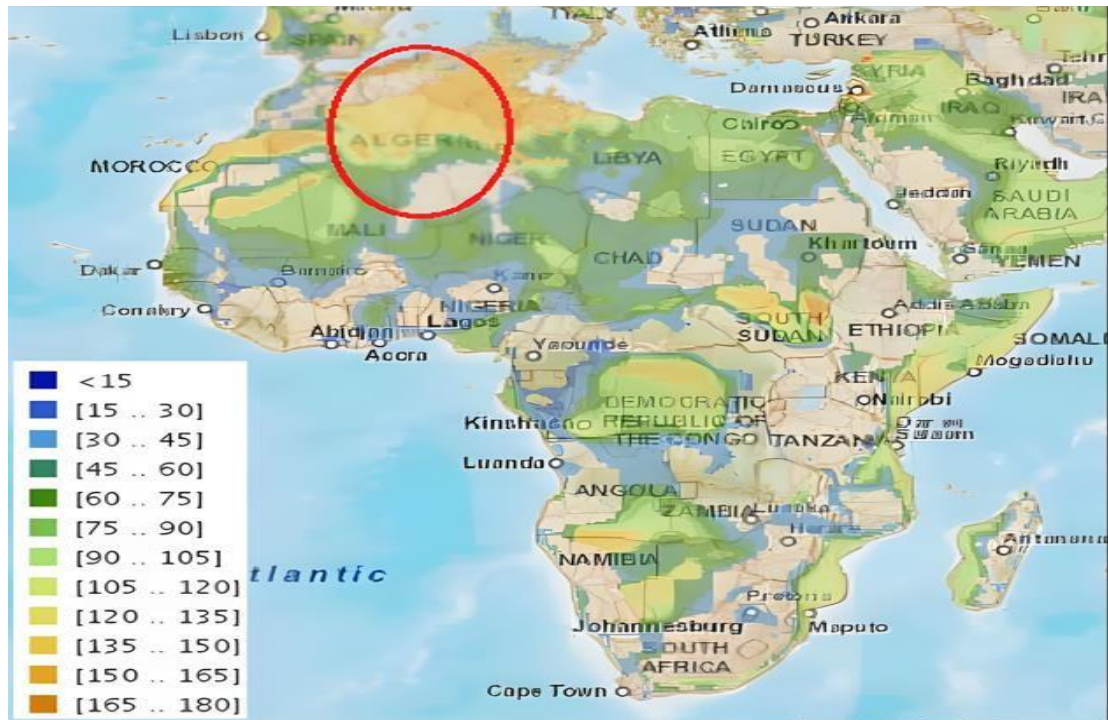 Lisbon
SPAIN
ITALY
Athens
Ankara
TURKEY
SYRIA
Damascus
Baghdad
IRAQ
Amman
Cairo
MOROCCO
ALGERIA
LIBYA
EGYPT
Riyadh
Jeddah
SAUDI
ARABIA
MALI
NIGER
CHAD
SUDAN
Khartoum
Sanaa
YEMEN
Dakar
Bamako
Kano
Conakry
NIGERIA
Addis Ababa
Abidjan
Lagos
Accra
SOUTH
SUDAN
ETHIOPIA
SOMALI
Mogadishu
Yaounde
KENYA
Nairobi
DEMOCRATIC
REPUBLIC OF
THE CONGO
Kinshasa
TANZANIA
Luanda
ANGOLA
ZAMBIA
Lusaka
Harare
NAMIBIA
tlantic
Pretoria
Johannesburg
Maputo
SOUTH
AFRICA
Cape Town
<15
[15 .. 30]
[30 .. 45]
[45 .. 60]
[60 .. 75]
[75 .. 90]
[90 .. 105]
[105 .. 120]
[120 .. 135]
[135 .. 150]
[150 .. 165]
[165 .. 180]